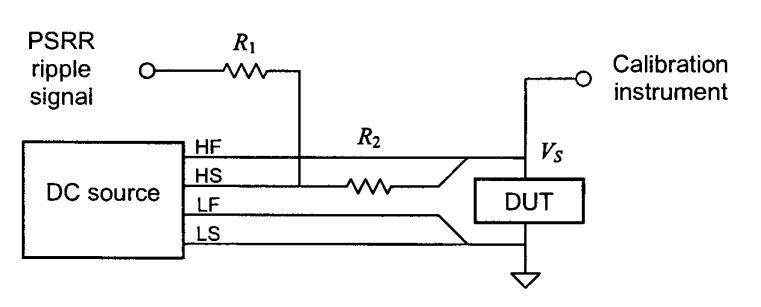 PSRR
ripple
signal
R1
Calibration
instrument
HF
R2
VS
HS
DC source
DUT
LF
LS